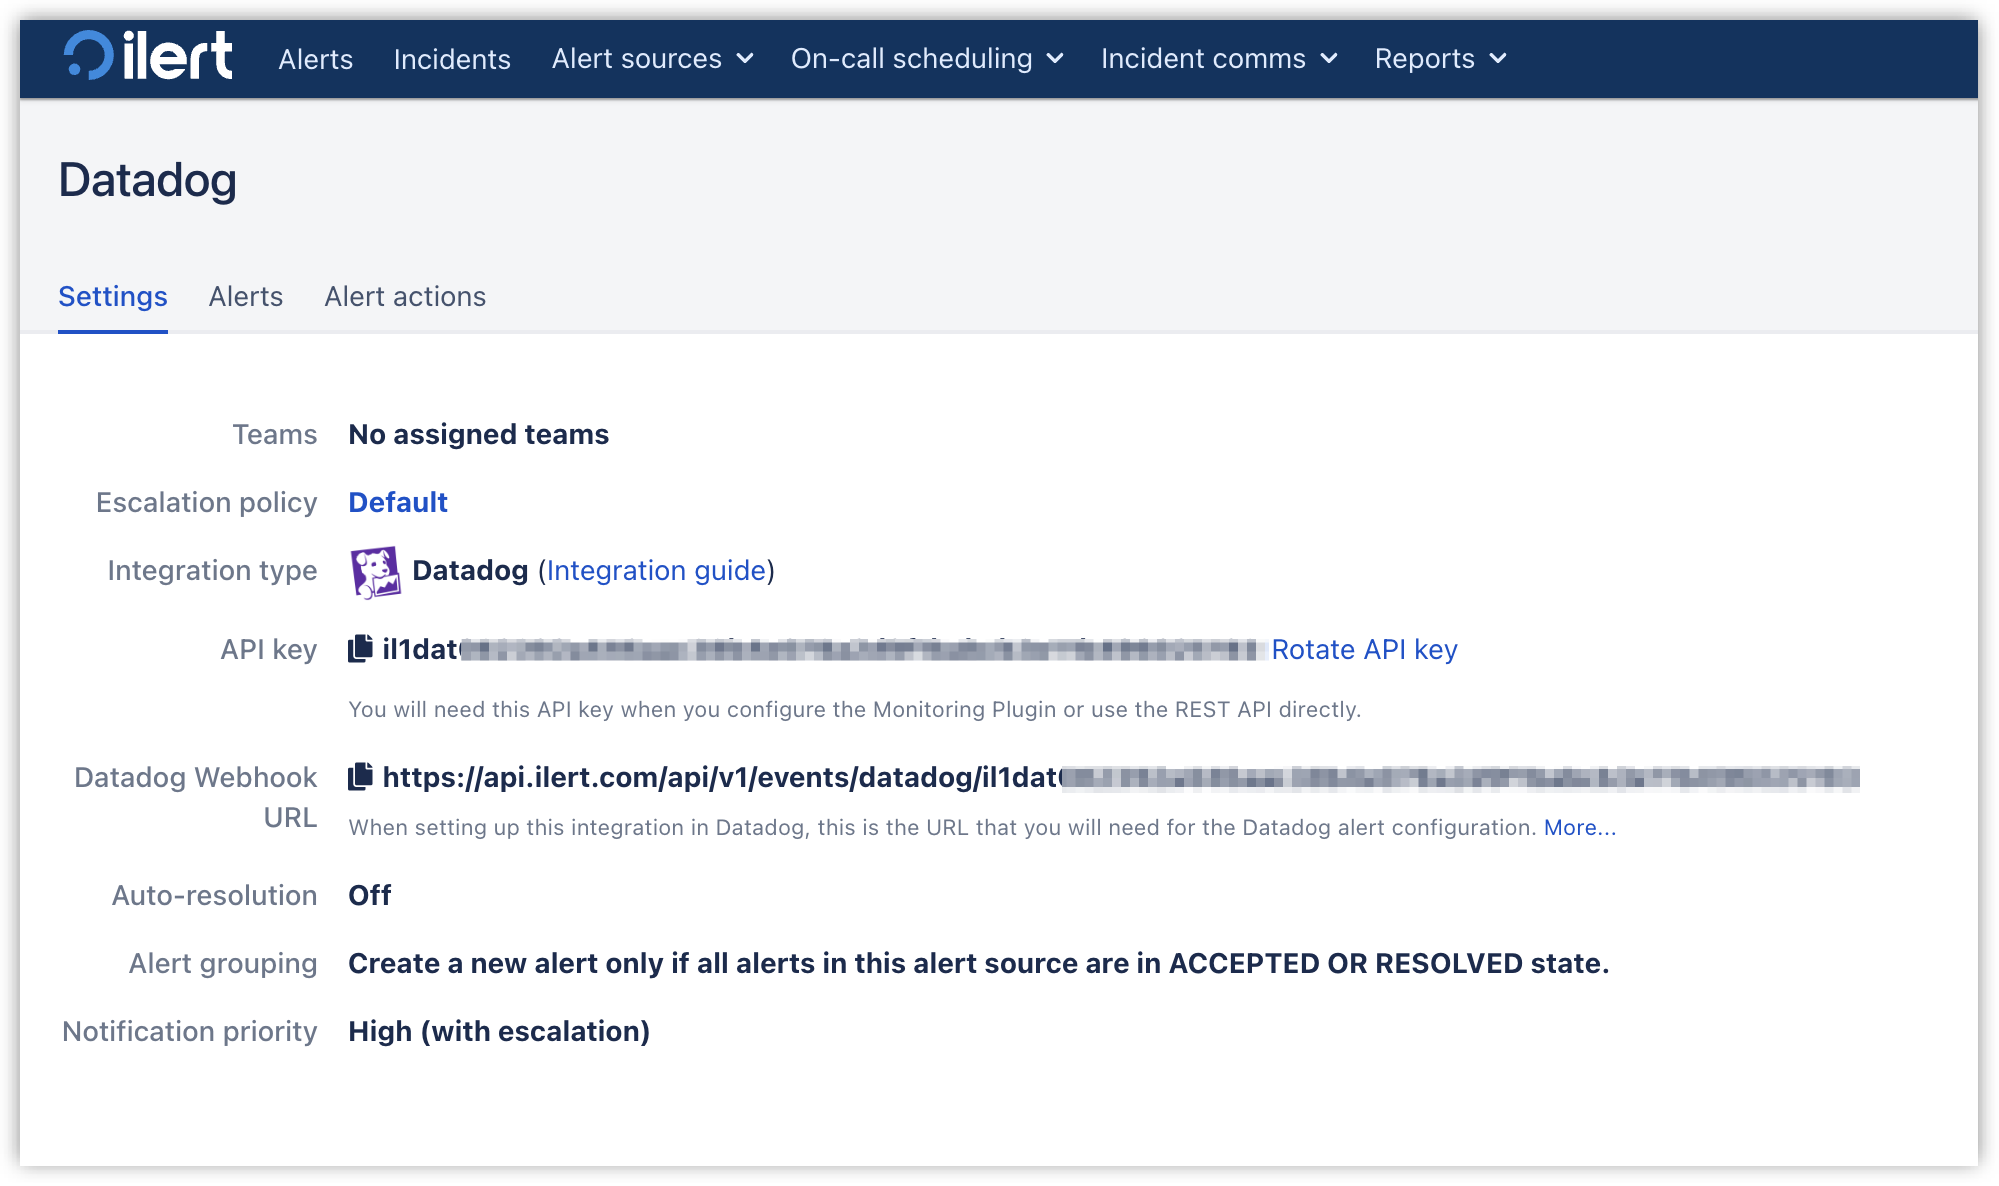 ilert Alerts Incidents Alert sources On-call scheduling Incident comms Reports
Datadog
Settings Alerts Alert actions
Teams No assigned teams
Escalation policy Default
Integration type Datadog (Integration guide)
API key il1dat Rotate API key
You will need this API key when you configure the Monitoring Plugin or use the REST API directly.
Datadog Webhook URL https://api.ilert.com/api/v1/events/datadog/il1dat
When setting up this integration in Datadog, this is the URL that you will need for the Datadog alert configuration. More...
Auto-resolution Off
Alert grouping Create a new alert only if all alerts in this alert source are in ACCEPTED OR RESOLVED state.
Notification priority High (with escalation)